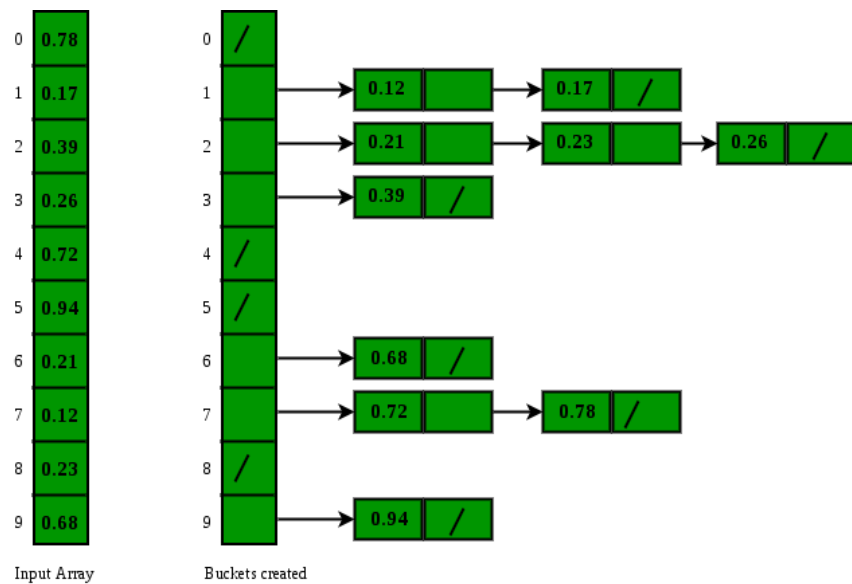 0 0.78 0 /
1 0.17 1 0.12 0.17 /
2 0.39 2 0.21 0.23 0.26 /
3 0.26 3 0.39 /
4 0.72 4 /
5 0.94 5 /
6 0.21 6 0.68 /
7 0.12 7 0.72 0.78 /
8 0.23 8 /
9 0.68 9 0.94 /
Input Array Buckets created